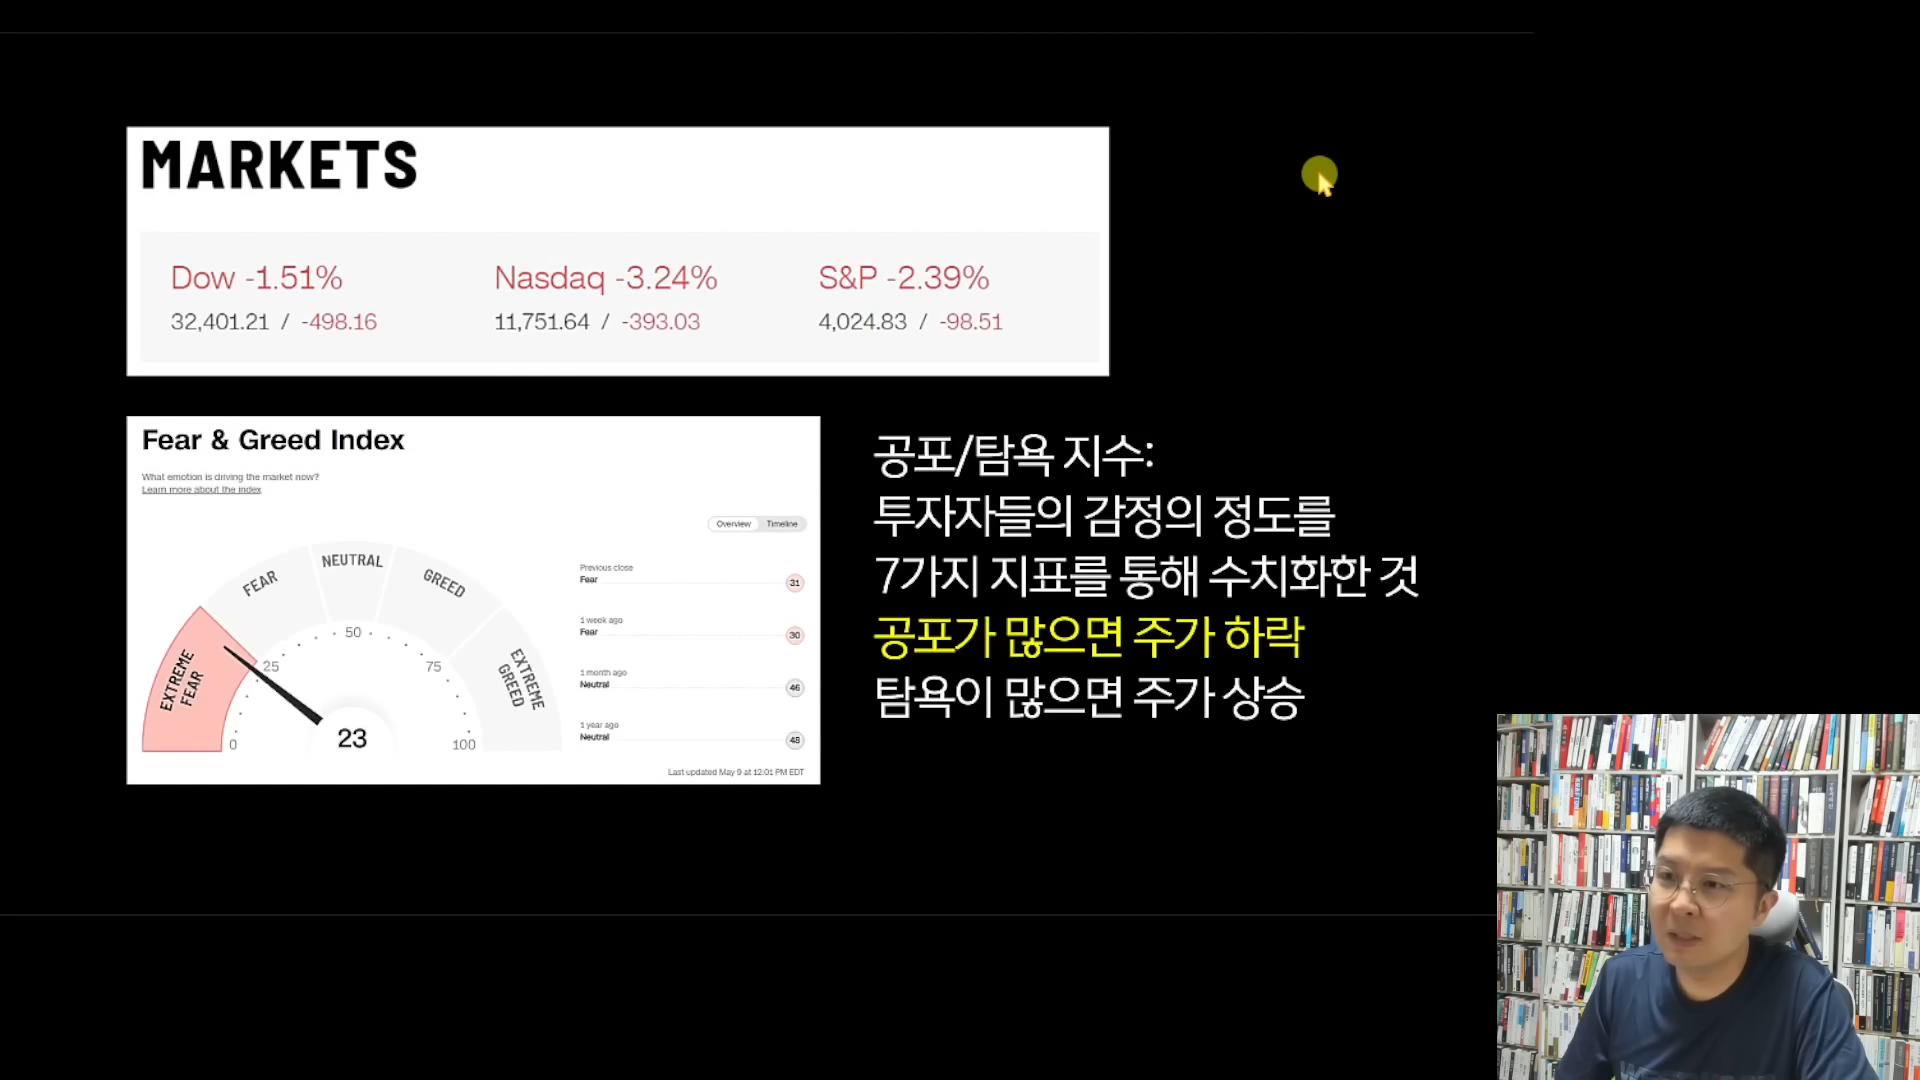 MARKETS
Dow -1.51%
32,401.21 / -498.16
Nasdaq -3.24%
11,751.64 / -393.03
S&P -2.39%
4,024.83 / -98.51
Fear & Greed Index
What emotion is driving the market now?
Learn more about the index
Overview Timeline
EXTREME FEAR
FEAR
NEUTRAL
GREED
EXTREME GREED
0
25
50
75
100
23
Previous close
Fear 31
1 week ago
Fear 30
1 month ago
Neutral 46
1 year ago
Neutral 48
Last updated May 9 at 12:01 PM EDT
공포/탐욕 지수:
투자자들의 감정의 정도를
7가지 지표를 통해 수치화한 것
공포가 많으면 주가 하락
탐욕이 많으면 주가 상승